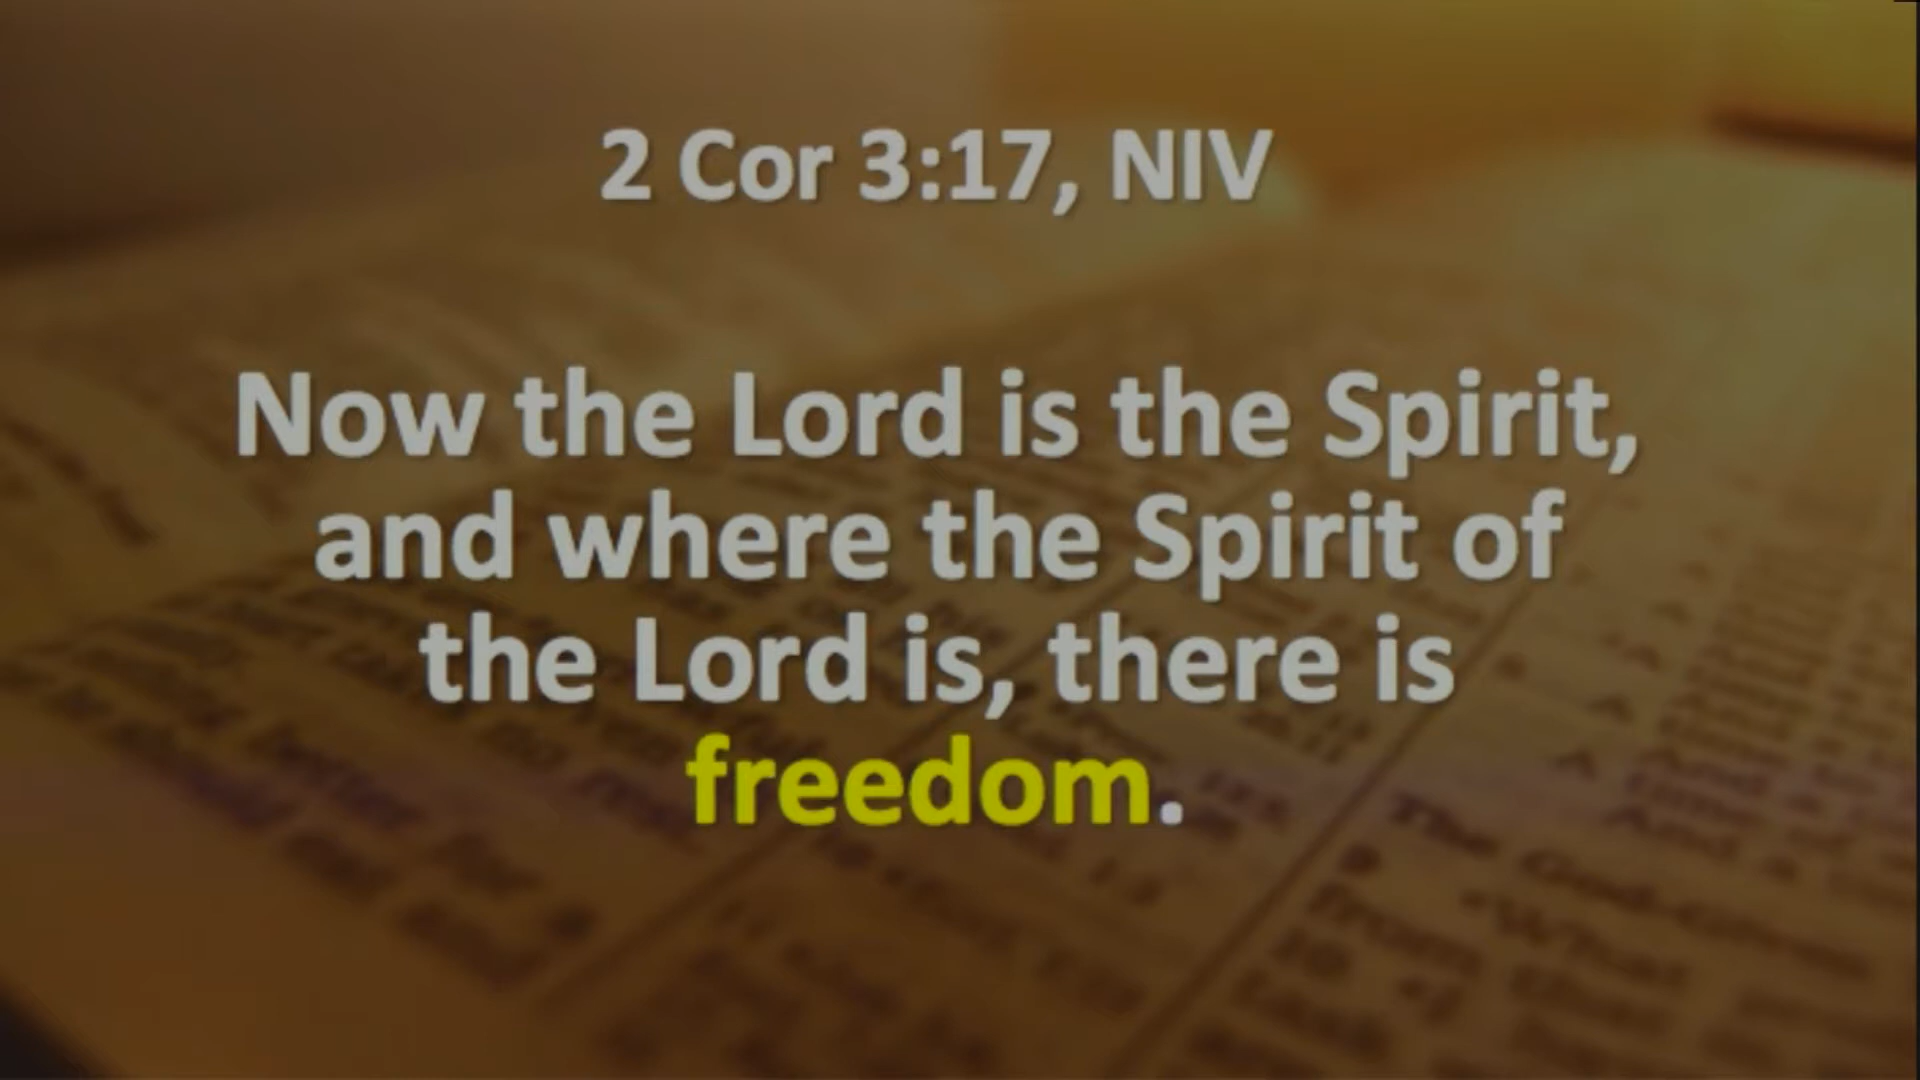 2 Cor 3:17, NIV
Now the Lord is the Spirit,
and where the Spirit of
the Lord is, there is
freedom.